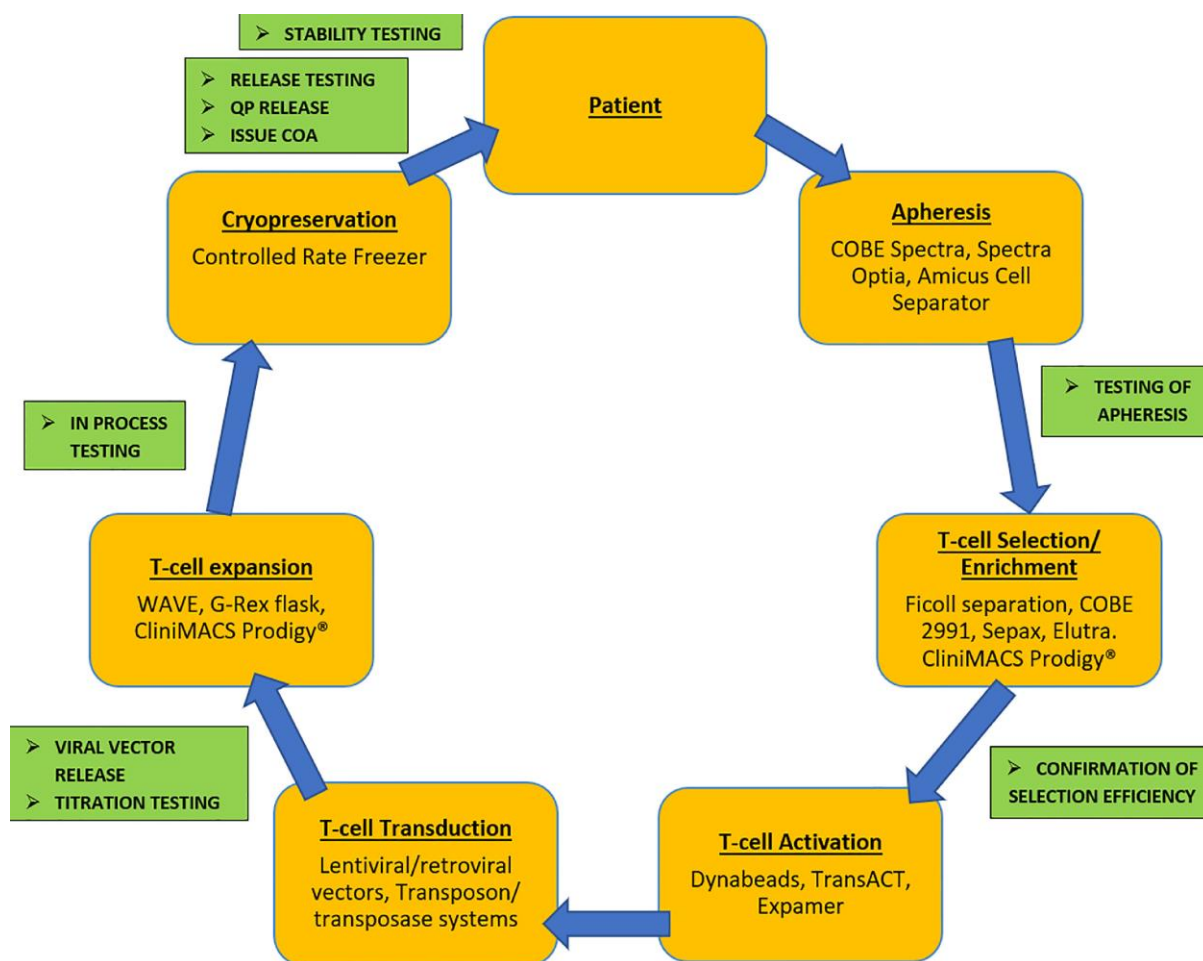 ➤ STABILITY TESTING
➤ RELEASE TESTING
➤ QP RELEASE
➤ ISSUE COA
Patient
Cryopreservation
Controlled Rate Freezer
Apheresis
COBE Spectra, Spectra
Optia, Amicus Cell
Separator
➤ IN PROCESS
TESTING
➤ TESTING OF
APHERESIS
T-cell expansion
WAVE, G-Rex flask,
CliniMACS Prodigy®
T-cell Selection/
Enrichment
Ficoll separation, COBE
2991, Sepax, Elutra.
CliniMACS Prodigy®
➤ VIRAL VECTOR
RELEASE
➤ TITRATION TESTING
➤ CONFIRMATION OF
SELECTION EFFICIENCY
T-cell Transduction
Lentiviral/retroviral
vectors, Transposon/
transposase systems
T-cell Activation
Dynabeads, TransACT,
Expamer